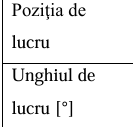 Poziția de
lucru
Unghiul de
lucru [°]